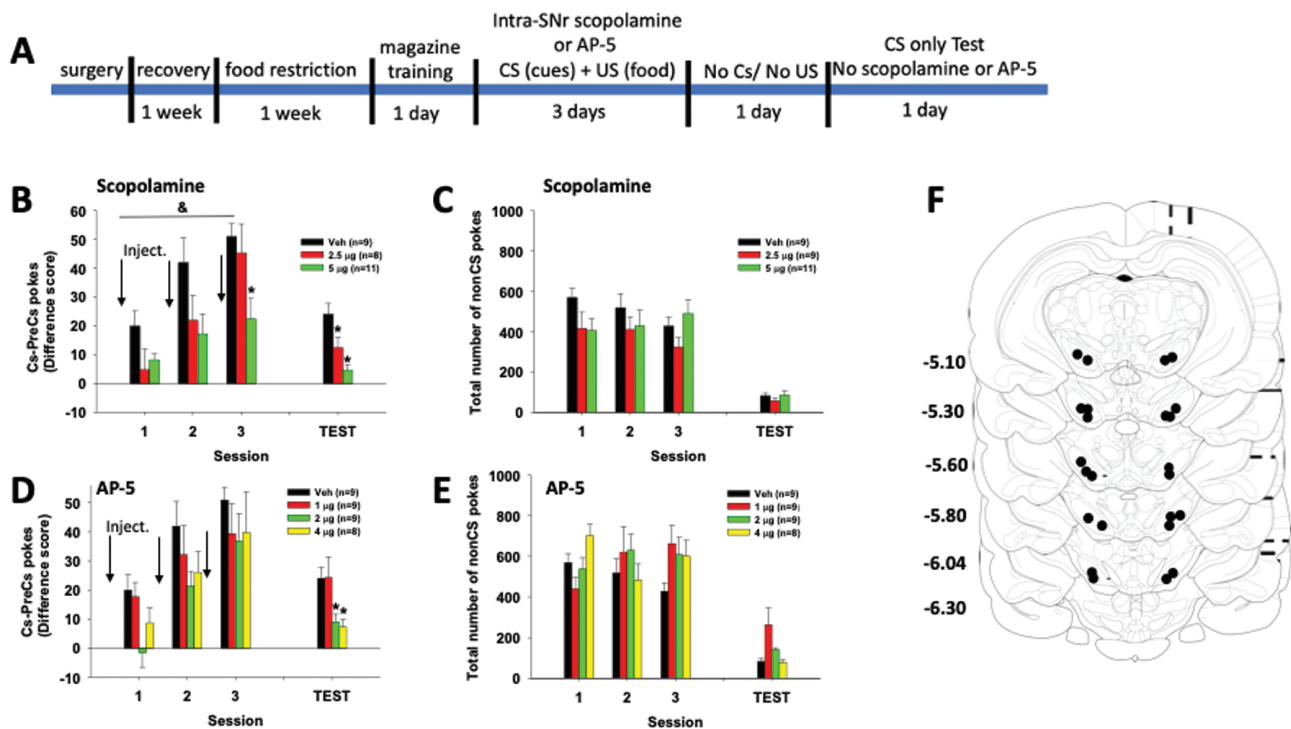 A
surgery
recovery
1 week
food restriction
1 week
magazine
training
1 day
Intra-SNr scopolamine
or AP-5
CS (cues) + US (food)
3 days
No Cs/ No US
1 day
CS only Test
No scopolamine or AP-5
1 day
B
Scopolamine
Cs-PreCs pokes
(Difference score)
60
50
40
30
20
10
0
-10
&
Inject.
Veh (n=9)
2.5 µg (n=8)
5 µg (n=11)
*
*
*
1
2
3
TEST
Session
C
Scopolamine
Total number of nonCS pokes
1000
800
600
400
200
0
Veh (n=9)
2.5 µg (n=9)
5 µg (n=11)
1
2
3
TEST
Session
D
AP-5
Cs-PreCs pokes
(Difference score)
50
40
30
20
10
0
-10
Inject.
Veh (n=9)
1 µg (n=9)
2 µg (n=9)
4 µg (n=8)
*
*
1
2
3
TEST
Session
E
AP-5
Total number of nonCS pokes
1000
800
600
400
200
0
Veh (n=9)
1 µg (n=9)
2 µg (n=9)
4 µg (n=8)
1
2
3
TEST
Session
F
-5.10
-5.30
-5.60
-5.80
-6.04
-6.30